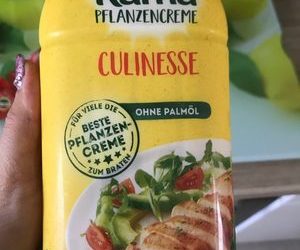 Rama
PFLANZENCREME
CULINESSE
OHNE PALMÖL
FÜR VIELE DIE
BESTE
PFLANZEN-
CREME
ZUM BRATEN